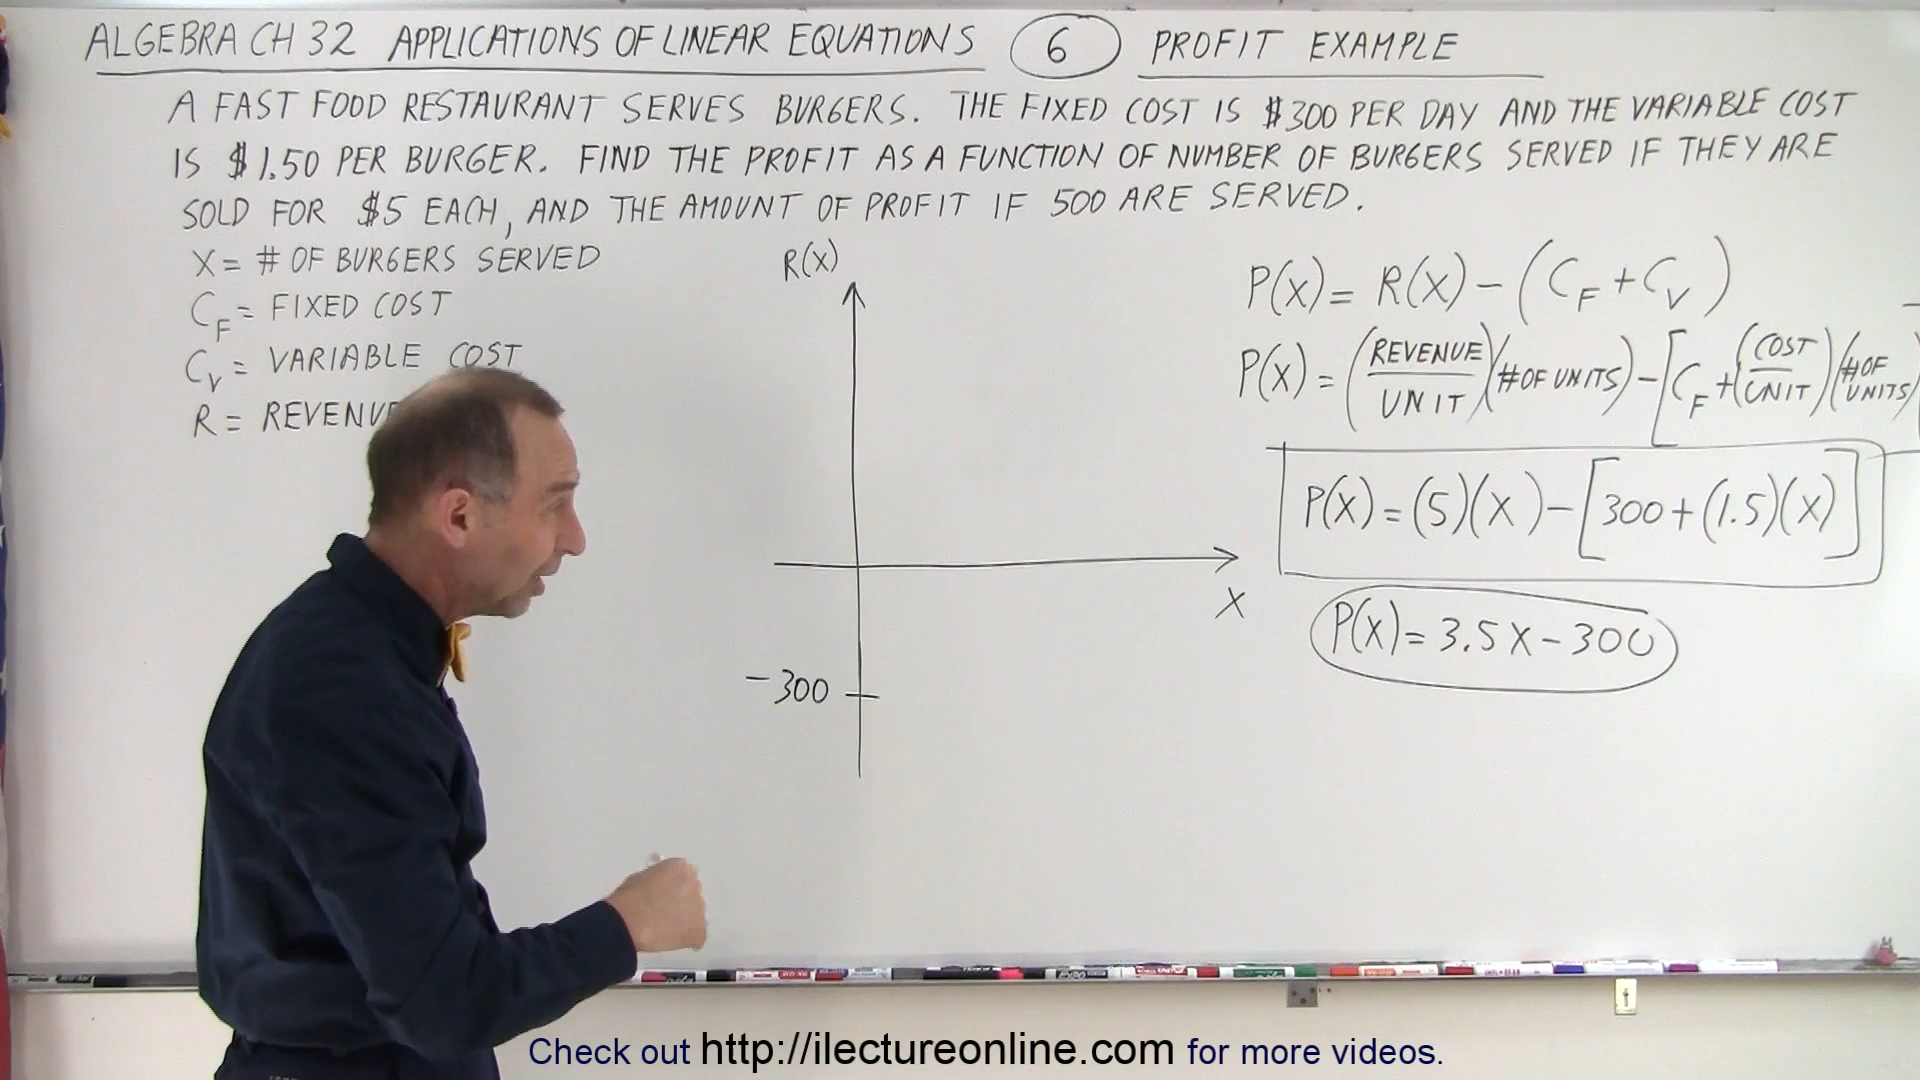 ALGEBRA CH 32 APPLICATIONS OF LINEAR EQUATIONS 6 PROFIT EXAMPLE
A FAST FOOD RESTAURANT SERVES BURGERS. THE FIXED COST IS $300 PER DAY AND THE VARIABLE COST
IS $1.50 PER BURGER. FIND THE PROFIT AS A FUNCTION OF NUMBER OF BURGERS SERVED IF THEY ARE
SOLD FOR $5 EACH, AND THE AMOUNT OF PROFIT IF 500 ARE SERVED.
X = # OF BURGERS SERVED
C_F = FIXED COST
C_V = VARIABLE COST
R = REVENUE
R(X)
X
-300
P(X) = R(X) - (C_F + C_V)
P(X) = (REVENUE/UNIT)(# OF UNITS) - [C_F + (COST/UNIT)(# OF UNITS)
P(X) = (5)(X) - [300 + (1.5)(X)]
P(X) = 3.5X - 300
Check out http://ilectureonline.com for more videos.